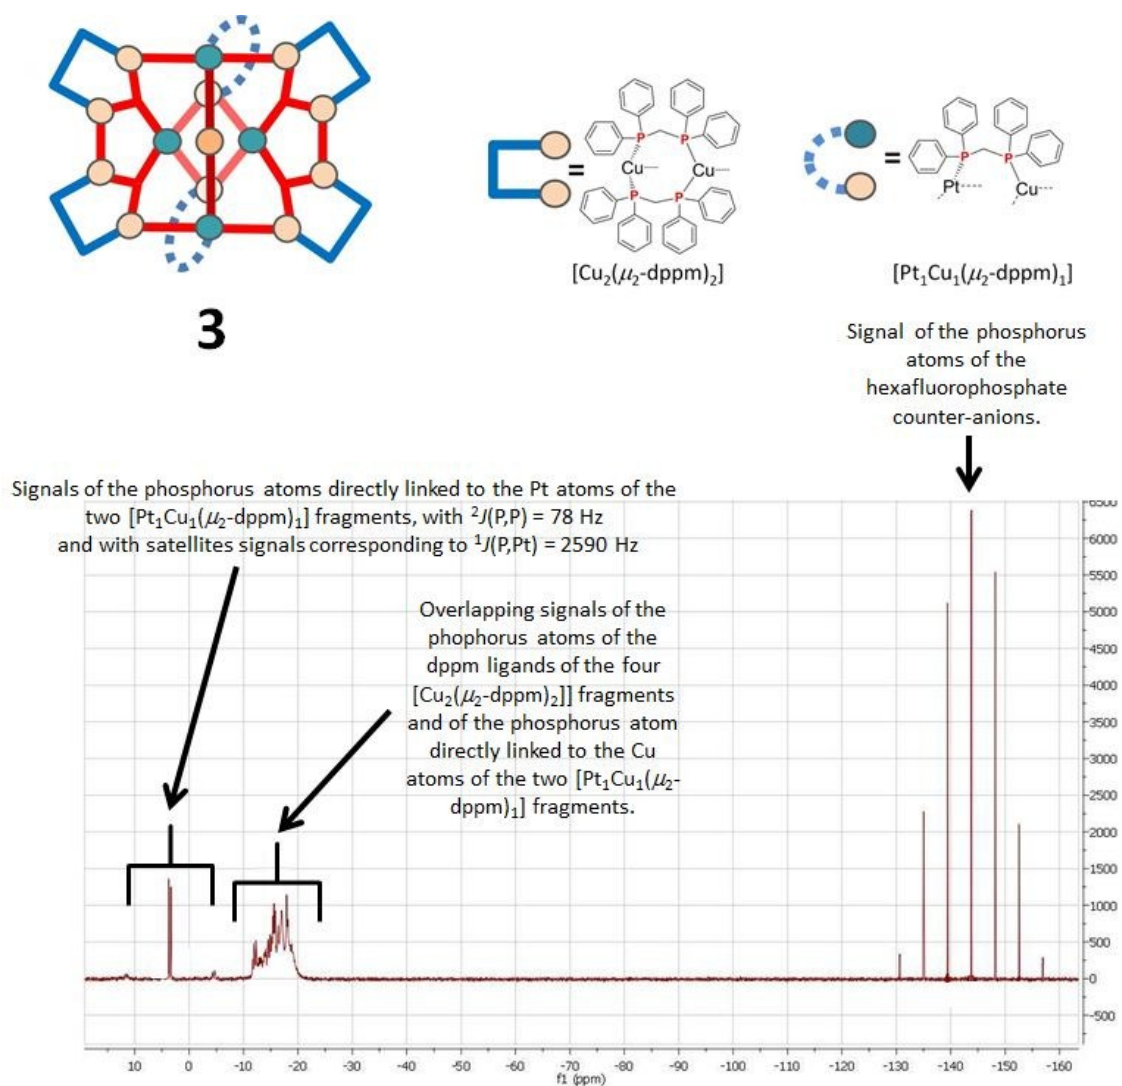 3
P
P
Cu
Cu
P
P
=
[Cu₂(μ₂-dppm)₂]
P
P
Pt
Cu
=
[Pt₁Cu₁(μ₂-dppm)₁]
Signal of the phosphorus
atoms of the
hexafluorophosphate
counter-anions.
Signals of the phosphorus atoms directly linked to the Pt atoms of the
two [Pt₁Cu₁(μ₂-dppm)₁] fragments, with ²J(P,P) = 78 Hz
and with satellites signals corresponding to ¹J(P,Pt) = 2590 Hz
Overlapping signals of the
phophorus atoms of the
dppm ligands of the four
[Cu₂(μ₂-dppm)₂]] fragments
and of the phosphorus atom
directly linked to the Cu
atoms of the two [Pt₁Cu₁(μ₂-
dppm)₁] fragments.
6500
6000
5500
5000
4500
4000
3500
3000
2500
2000
1500
1000
500
0
-500
10 0 -10 -20 -30 -40 -50 -60 -70 -80 -90 -100 -110 -120 -130 -140 -150 -160
f1 (ppm)